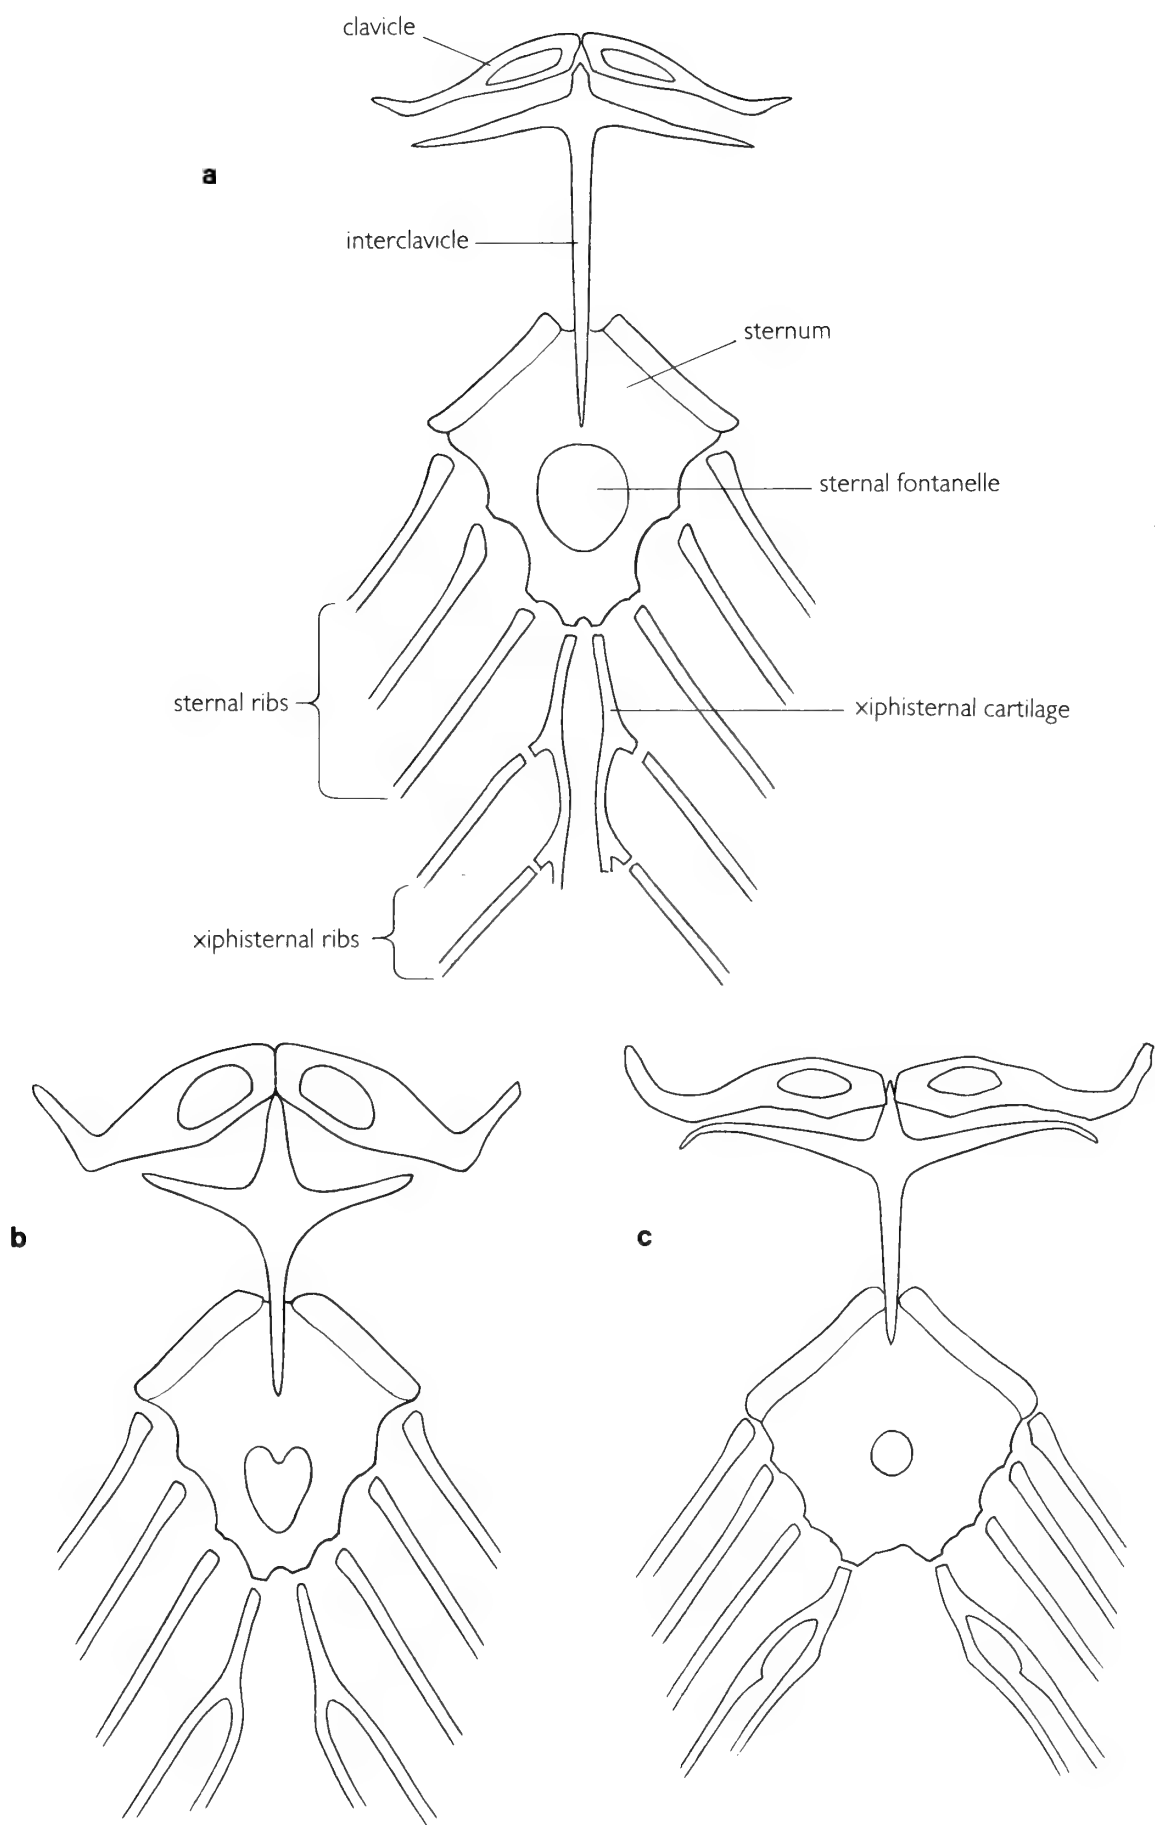 clavicle
a
interclavicle
sternum
sternal fontanelle
sternal ribs
xiphisternal cartilage
xiphisternal ribs
b
c